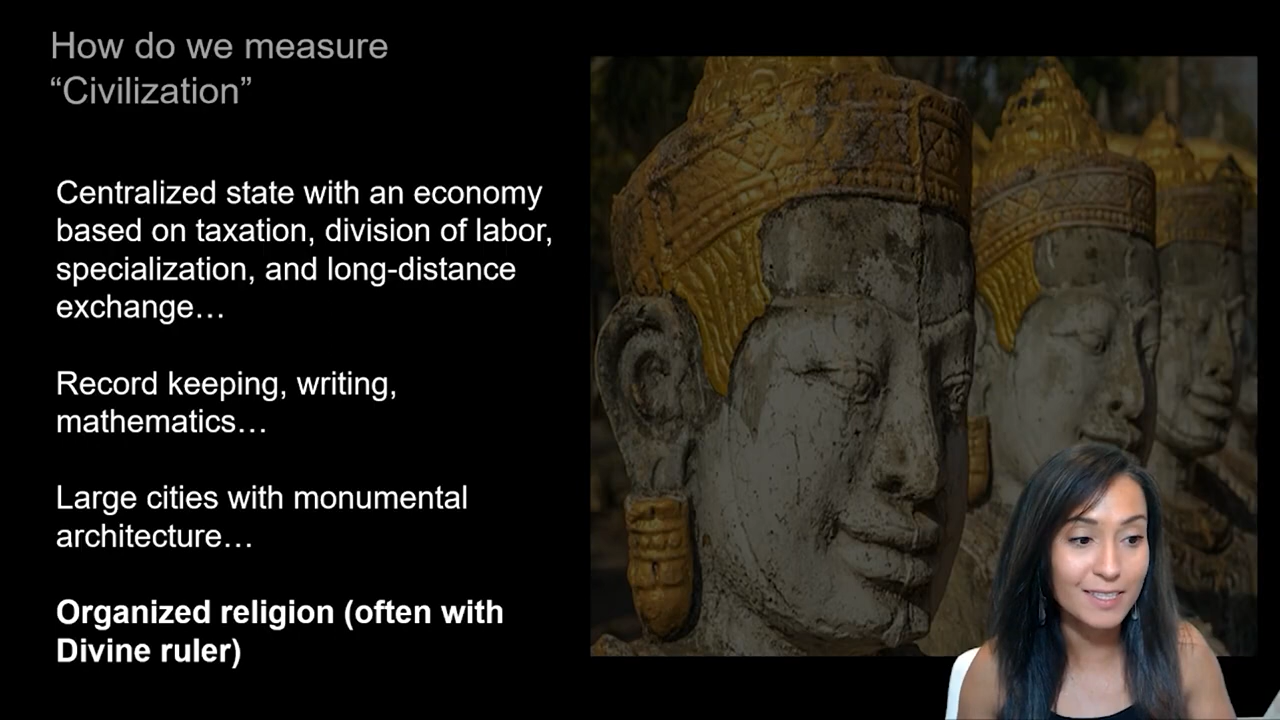 How do we measure
“Civilization”
Centralized state with an economy
based on taxation, division of labor,
specialization, and long-distance
exchange…
Record keeping, writing,
mathematics…
Large cities with monumental
architecture…
Organized religion (often with
Divine ruler)